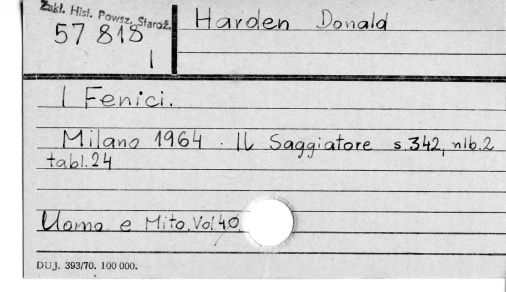 Zakł. Hist. Powsz. Staroż.
57 818
I
Harden Donald
I Fenici.
Milano 1964. Il Saggiatore s.342, nlb.2
tabl.24
Uomo e Mito. Vol 40
DUJ. 393/70. 100 000.